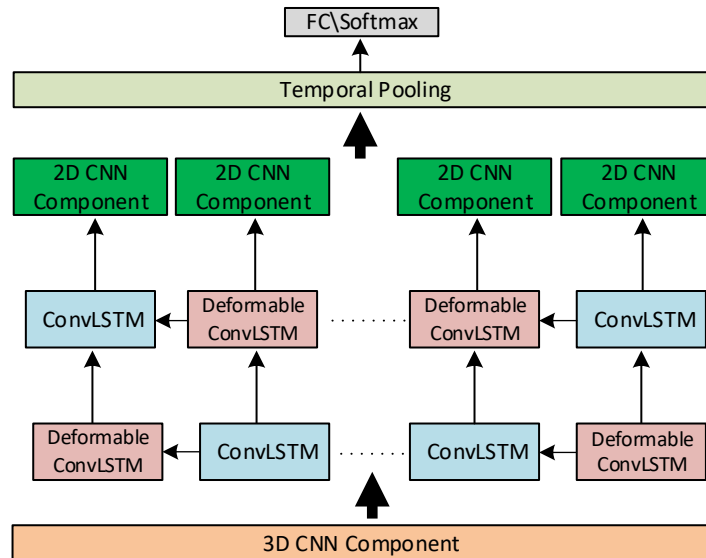 FC\Softmax
Temporal Pooling
2D CNN
Component
2D CNN
Component
2D CNN
Component
2D CNN
Component
ConvLSTM
Deformable
ConvLSTM
Deformable
ConvLSTM
ConvLSTM
Deformable
ConvLSTM
ConvLSTM
ConvLSTM
Deformable
ConvLSTM
3D CNN Component